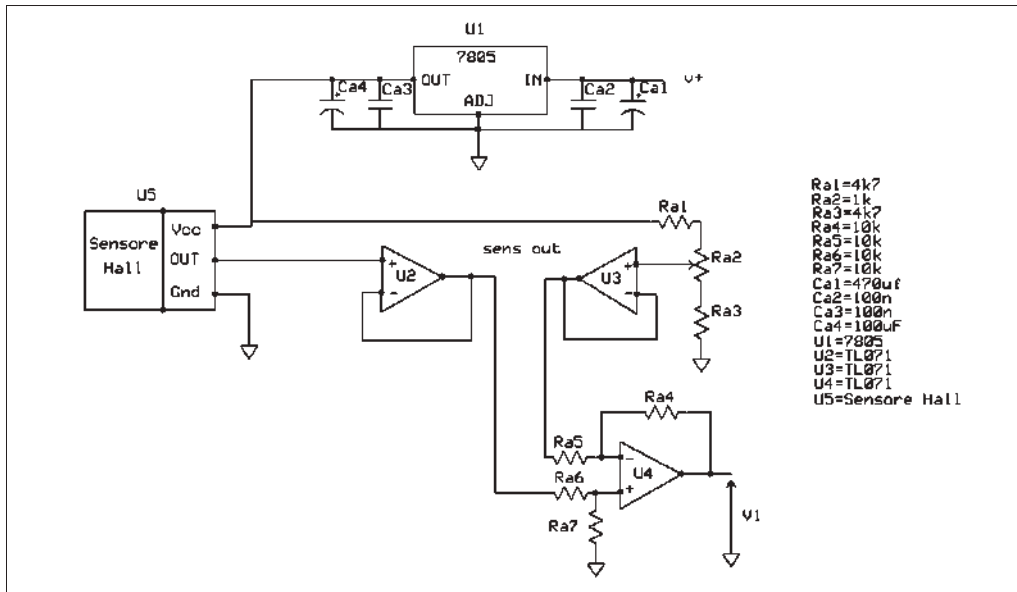 U1
7805
OUT
IN
ADJ
Ca4
+
Ca3
Ca2
+
Ca1
V+
U5
Sensore
Hall
Vcc
OUT
Gnd
+
-
U2
sens out
Ra1
+
-
U3
Ra2
Ra3
Ra4
Ra5
Ra6
-
+
U4
Ra7
V1
Ra1=4k7
Ra2=1k
Ra3=4k7
Ra4=10k
Ra5=10k
Ra6=10k
Ra7=10k
Ca1=470uf
Ca2=100n
Ca3=100n
Ca4=100uF
U1=7805
U2=TL071
U3=TL071
U4=TL071
U5=Sensore Hall